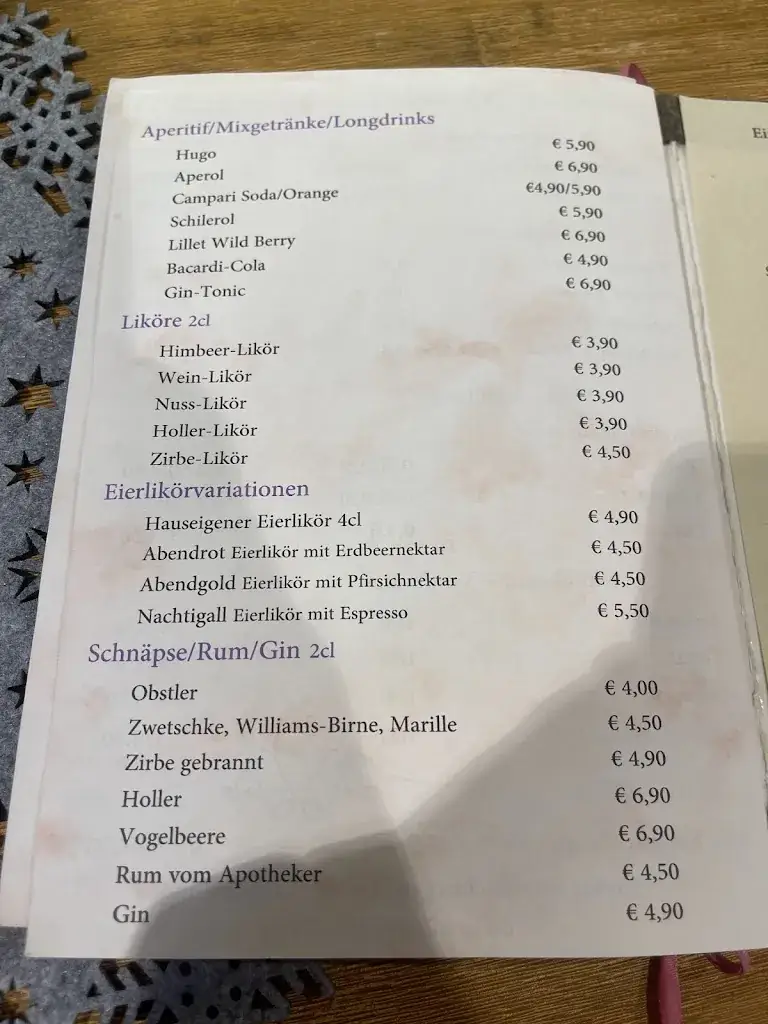 Aperitif/Mixgetränke/Longdrinks
Hugo € 5,90
Aperol € 6,90
Campari Soda/Orange €4,90/5,90
Schilerol € 5,90
Lillet Wild Berry € 6,90
Bacardi-Cola € 4,90
Gin-Tonic € 6,90
Liköre 2cl
Himbeer-Likör € 3,90
Wein-Likör € 3,90
Nuss-Likör € 3,90
Holler-Likör € 3,90
Zirbe-Likör € 4,50
Eierlikörvariationen
Hauseigener Eierlikör 4cl € 4,90
Abendrot Eierlikör mit Erdbeernektar € 4,50
Abendgold Eierlikör mit Pfirsichnektar € 4,50
Nachtigall Eierlikör mit Espresso € 5,50
Schnäpse/Rum/Gin 2cl
Obstler € 4,00
Zwetschke, Williams-Birne, Marille € 4,50
Zirbe gebrannt € 4,90
Holler € 6,90
Vogelbeere € 6,90
Rum vom Apotheker € 4,50
Gin € 4,90